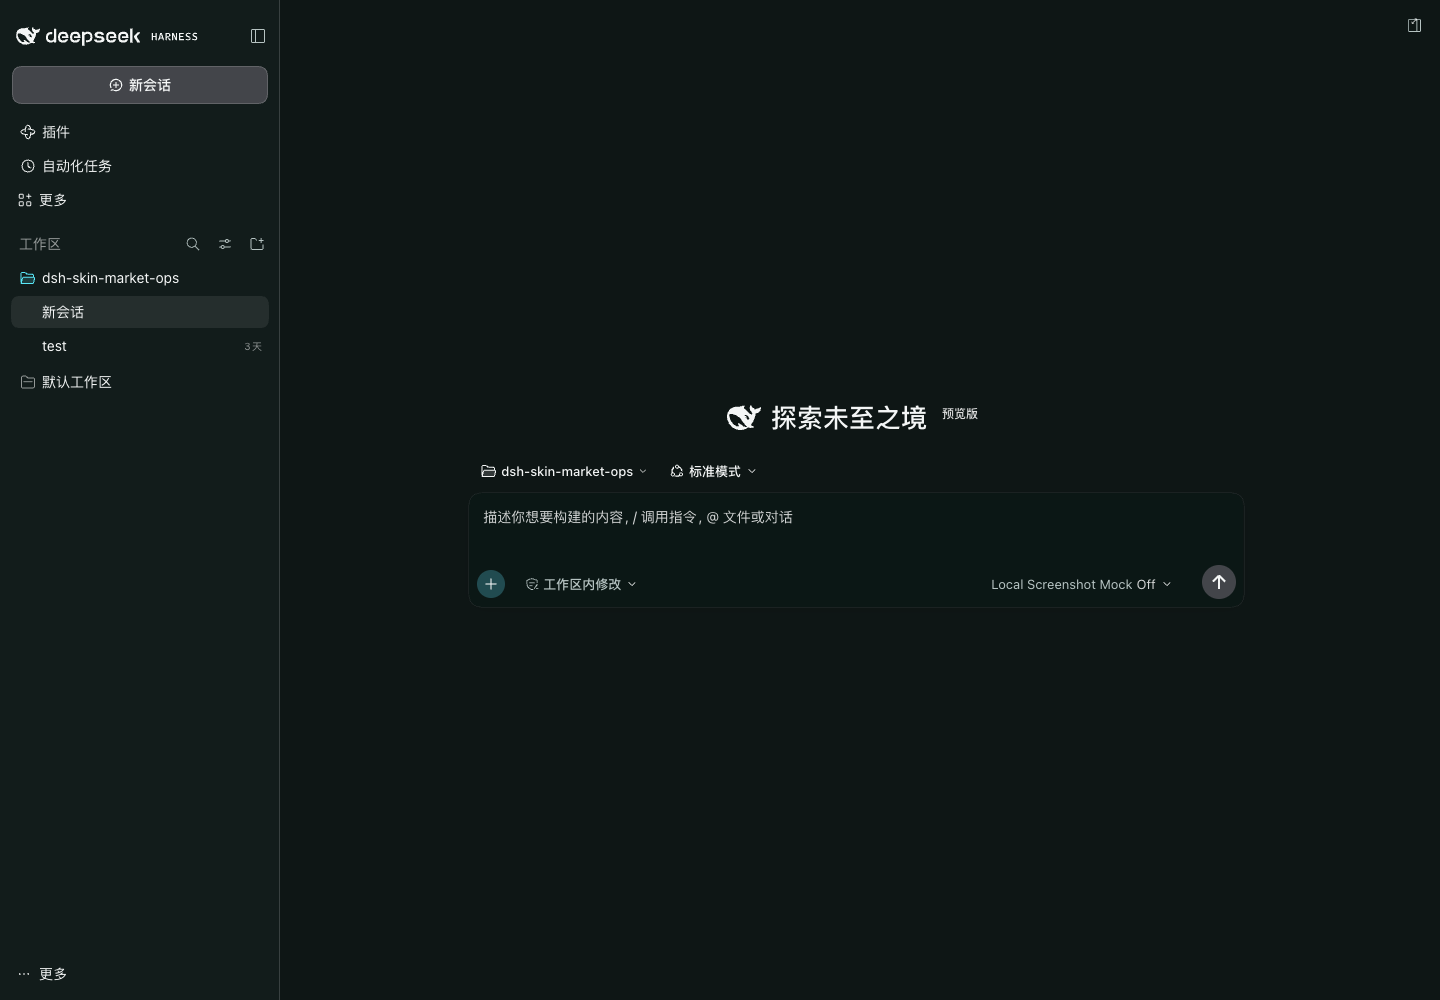 deepseek HARNESS
新会话
插件
自动化任务
更多
工作区
dsh-skin-market-ops
新会话
test 3 天
默认工作区
更多
探索未至之境 预览版
dsh-skin-market-ops 标准模式
描述你想要构建的内容, / 调用指令, @ 文件或对话
工作区内修改 Local Screenshot Mock Off